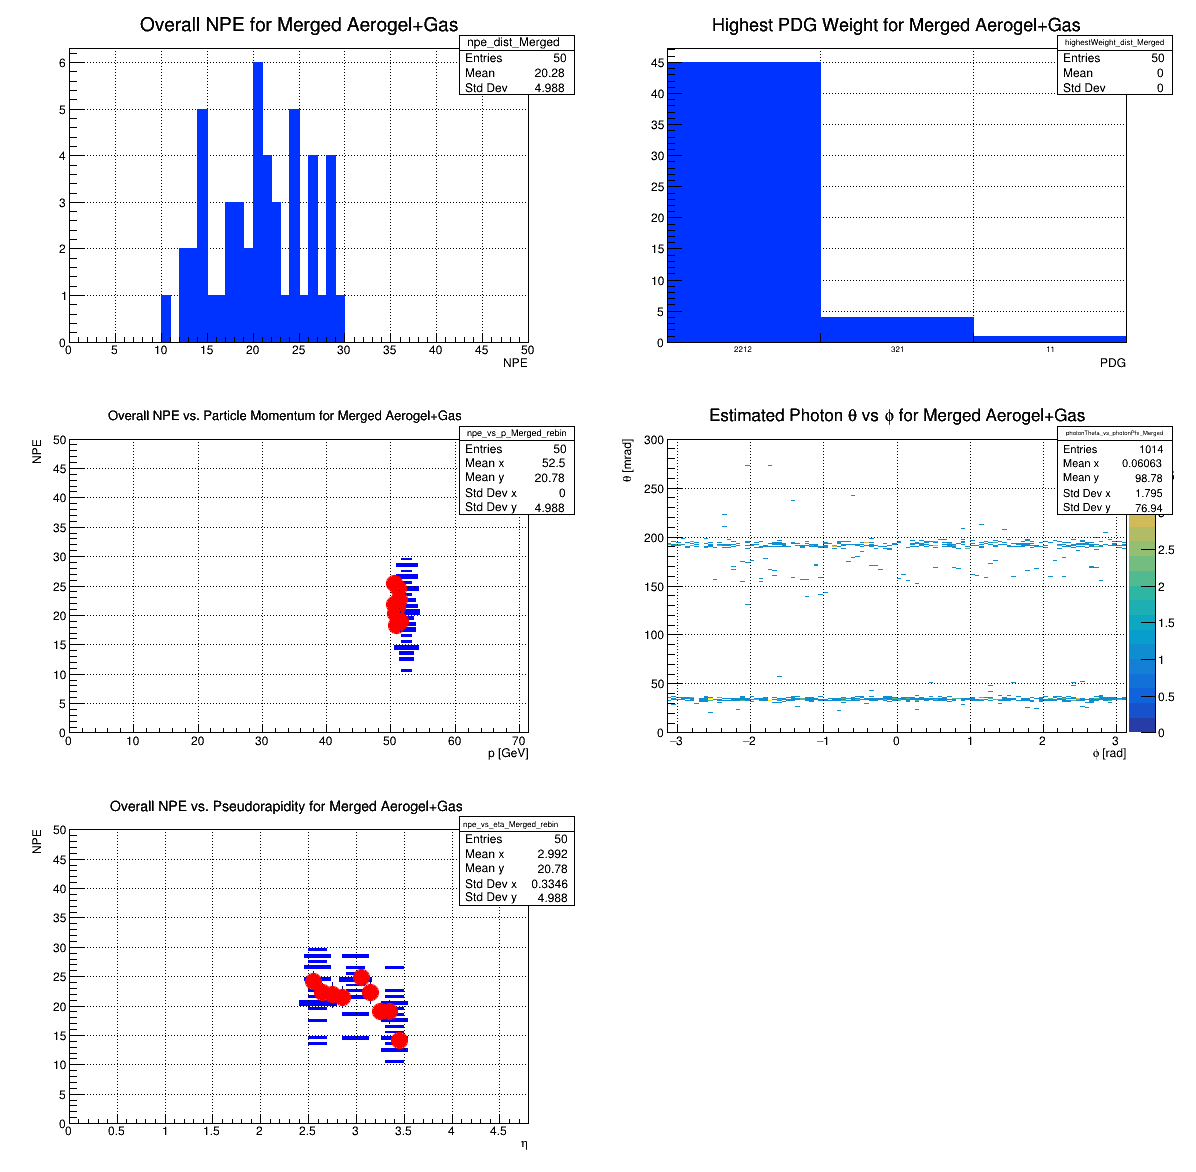 Overall NPE for Merged Aerogel+Gas
npe_dist_Merged
Entries 50
Mean 20.28
Std Dev 4.988
6
5
4
3
2
1
0
0 5 10 15 20 25 30 35 40 45 50
NPE
Highest PDG Weight for Merged Aerogel+Gas
highestWeight_dist_Merged
Entries 50
Mean 0
Std Dev 0
45
40
35
30
25
20
15
10
5
0
2212 321 11
PDG
Overall NPE vs. Particle Momentum for Merged Aerogel+Gas
NPE
npe_vs_p_Merged_rebin
Entries 50
Mean x 52.5
Mean y 20.78
Std Dev x 0
Std Dev y 4.988
50
45
40
35
30
25
20
15
10
5
0
0 10 20 30 40 50 60 70
p [GeV]
Estimated Photon θ vs ϕ for Merged Aerogel+Gas
θ [mrad]
photonTheta_vs_photonPhi_Merged
Entries 1014
Mean x 0.06063
Mean y 98.78
Std Dev x 1.795
Std Dev y 76.94
300
250
200
150
100
50
0
−3 −2 −1 0 1 2 3
ϕ [rad]
2.5
2
1.5
1
0.5
0
Overall NPE vs. Pseudorapidity for Merged Aerogel+Gas
NPE
npe_vs_eta_Merged_rebin
Entries 50
Mean x 2.992
Mean y 20.78
Std Dev x 0.3346
Std Dev y 4.988
50
45
40
35
30
25
20
15
10
5
0
0 0.5 1 1.5 2 2.5 3 3.5 4 4.5
η